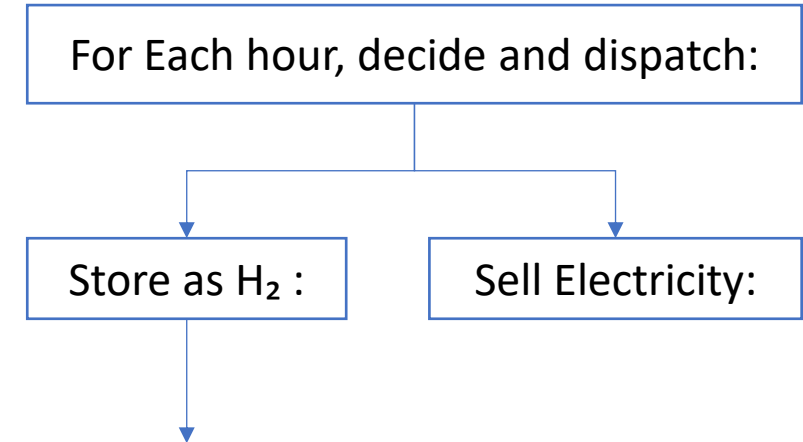 For Each hour, decide and dispatch:
Store as H₂ :
Sell Electricity: